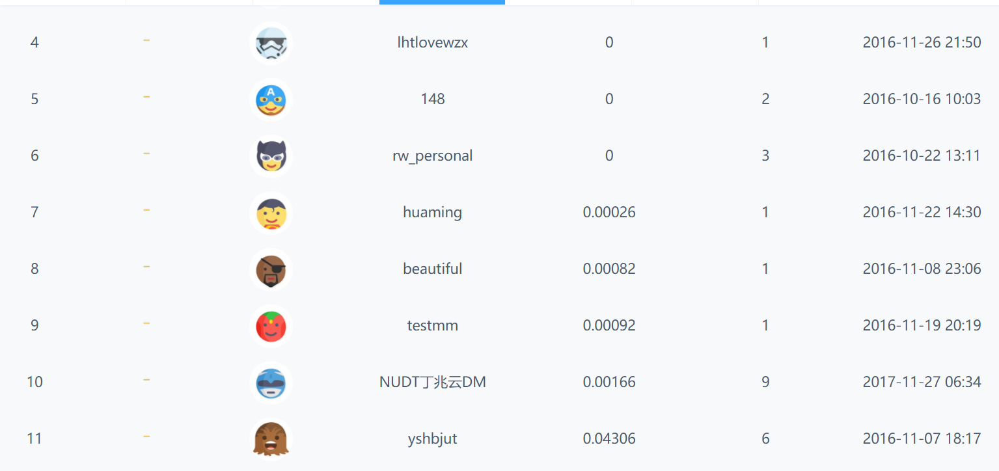 4 - lhtlovewzx 0 1 2016-11-26 21:50
5 - 148 0 2 2016-10-16 10:03
6 - rw_personal 0 3 2016-10-22 13:11
7 - huaming 0.00026 1 2016-11-22 14:30
8 - beautiful 0.00082 1 2016-11-08 23:06
9 - testmm 0.00092 1 2016-11-19 20:19
10 - NUDT丁兆云DM 0.00166 9 2017-11-27 06:34
11 - yshbjut 0.04306 6 2016-11-07 18:17